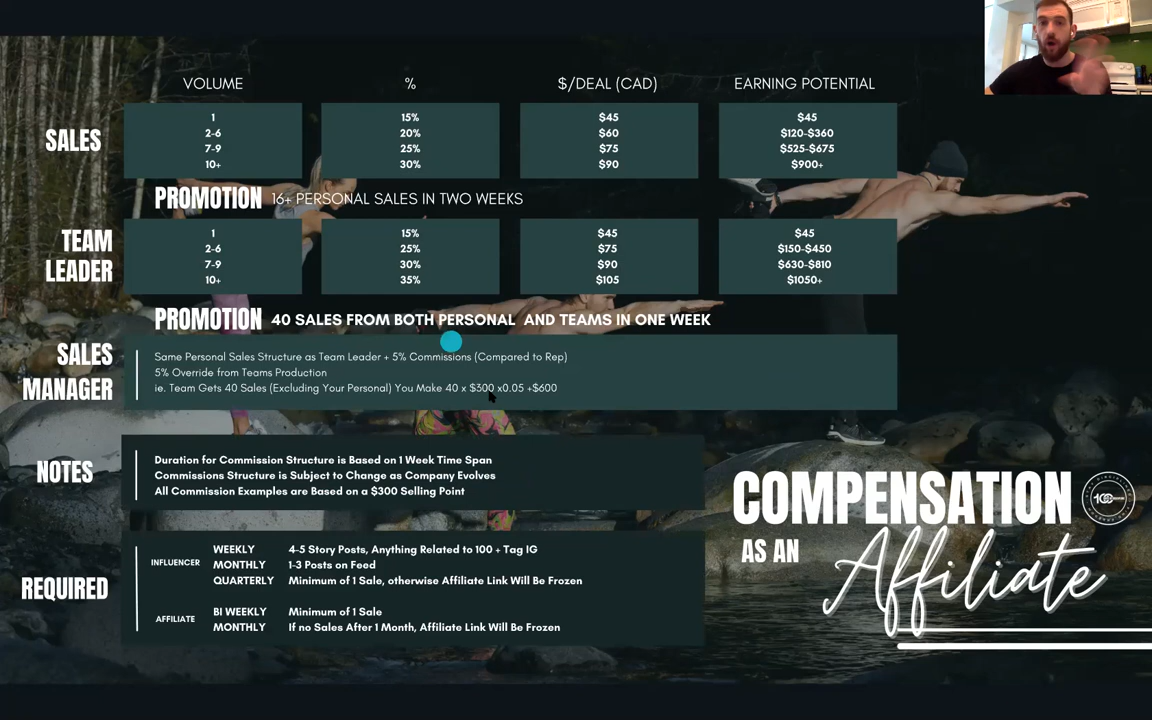 VOLUME % $/DEAL (CAD) EARNING POTENTIAL
SALES
1 15% $45 $45
2-6 20% $60 $120-$360
7-9 25% $75 $525-$675
10+ 30% $90 $900+
PROMOTION 16+ PERSONAL SALES IN TWO WEEKS
TEAM LEADER
1 15% $45 $45
2-6 25% $75 $150-$450
7-9 30% $90 $630-$810
10+ 35% $105 $1050+
PROMOTION 40 SALES FROM BOTH PERSONAL AND TEAMS IN ONE WEEK
SALES MANAGER
Same Personal Sales Structure as Team Leader + 5% Commissions (Compared to Rep)
5% Override from Teams Production
ie. Team Gets 40 Sales (Excluding Your Personal) You Make 40 x $300 x0.05 +$600
NOTES
Duration for Commission Structure is Based on 1 Week Time Span
Commissions Structure is Subject to Change as Company Evolves
All Commission Examples are Based on a $300 Selling Point
REQUIRED
INFLUENCER
WEEKLY 4-5 Story Posts, Anything Related to 100 + Tag IG
MONTHLY 1-3 Posts on Feed
QUARTERLY Minimum of 1 Sale, otherwise Affiliate Link Will Be Frozen
AFFILIATE
BI WEEKLY Minimum of 1 Sale
MONTHLY If no Sales After 1 Month, Affiliate Link Will Be Frozen
COMPENSATION
AS AN
Affiliate